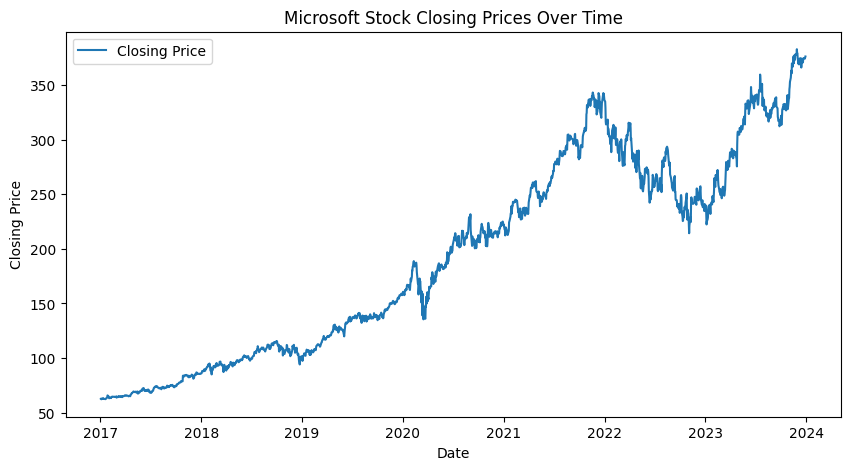 Microsoft Stock Closing Prices Over Time
Closing Price
350
300
250
200
150
100
50
Closing Price
2017 2018 2019 2020 2021 2022 2023 2024
Date